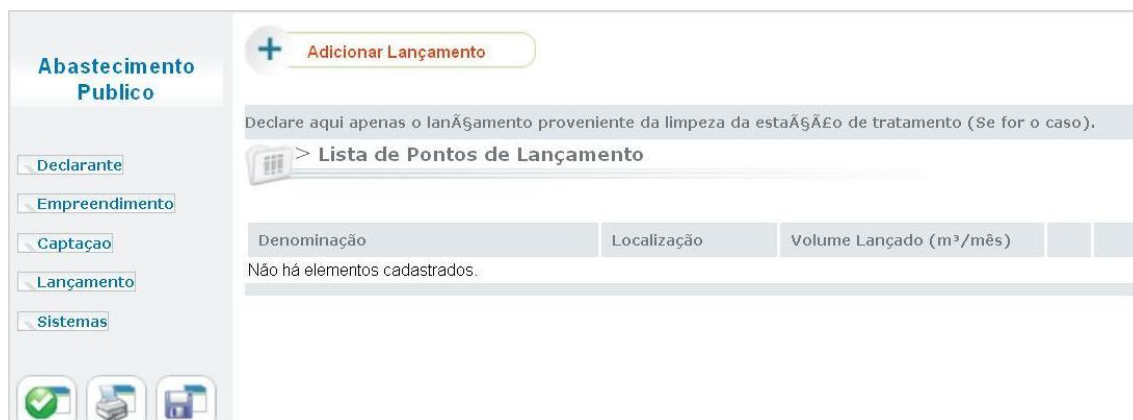 Abastecimento
Publico
Declarante
Empreendimento
Captaçao
Lançamento
Sistemas
Adicionar Lançamento
Declare aqui apenas o lanÃ§amento proveniente da limpeza da estaÃ§Ã£o de tratamento (Se for o caso).
> Lista de Pontos de Lançamento
Denominação Localização Volume Lançado (m³/mês)
Não há elementos cadastrados.